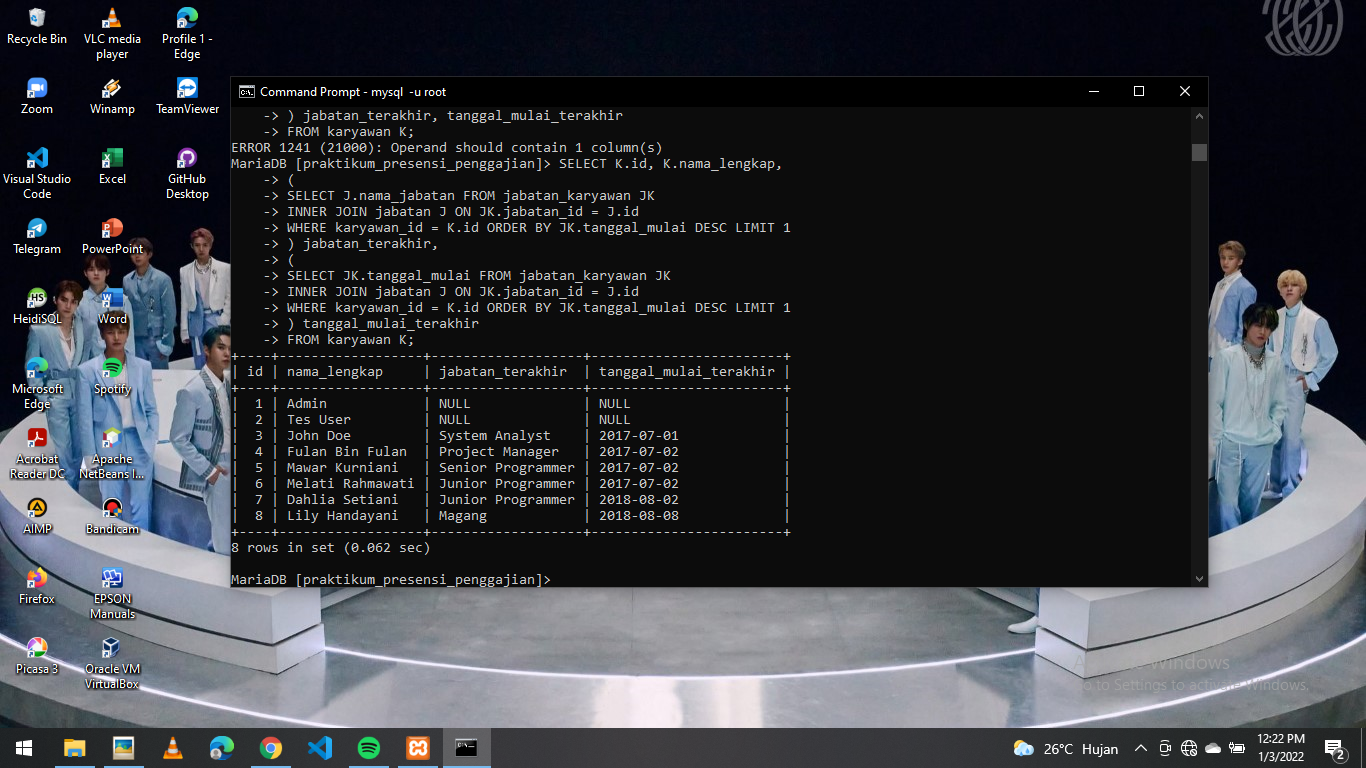 Recycle Bin
VLC media player
Profile 1 - Edge
Zoom
Winamp
TeamViewer
Visual Studio Code
Excel
GitHub Desktop
Telegram
PowerPoint
HeidiSQL
Word
Microsoft Edge
Spotify
Acrobat Reader DC
Apache NetBeans I...
AIMP
Bandicam
Firefox
EPSON Manuals
Picasa 3
Oracle VM VirtualBox
Command Prompt - mysql -u root
-> ) jabatan_terakhir, tanggal_mulai_terakhir
-> FROM karyawan K;
ERROR 1241 (21000): Operand should contain 1 column(s)
MariaDB [praktikum_presensi_penggajian]> SELECT K.id, K.nama_lengkap,
-> (
-> SELECT J.nama_jabatan FROM jabatan_karyawan JK
-> INNER JOIN jabatan J ON JK.jabatan_id = J.id
-> WHERE karyawan_id = K.id ORDER BY JK.tanggal_mulai DESC LIMIT 1
-> ) jabatan_terakhir,
-> (
-> SELECT JK.tanggal_mulai FROM jabatan_karyawan JK
-> INNER JOIN jabatan J ON JK.jabatan_id = J.id
-> WHERE karyawan_id = K.id ORDER BY JK.tanggal_mulai DESC LIMIT 1
-> ) tanggal_mulai_terakhir
-> FROM karyawan K;
+----+------------------+--------------------+------------------------+
| id | nama_lengkap | jabatan_terakhir | tanggal_mulai_terakhir |
+----+------------------+--------------------+------------------------+
| 1 | Admin | NULL | NULL |
| 2 | Tes User | NULL | NULL |
| 3 | John Doe | System Analyst | 2017-07-01 |
| 4 | Fulan Bin Fulan | Project Manager | 2017-07-02 |
| 5 | Mawar Kurniani | Senior Programmer | 2017-07-02 |
| 6 | Melati Rahmawati | Junior Programmer | 2017-07-02 |
| 7 | Dahlia Setiani | Junior Programmer | 2018-08-02 |
| 8 | Lily Handayani | Magang | 2018-08-08 |
+----+------------------+--------------------+------------------------+
8 rows in set (0.062 sec)
MariaDB [praktikum_presensi_penggajian]>
Activate Windows
Go to Settings to activate Windows.
26°C Hujan
12:22 PM
1/3/2022
2